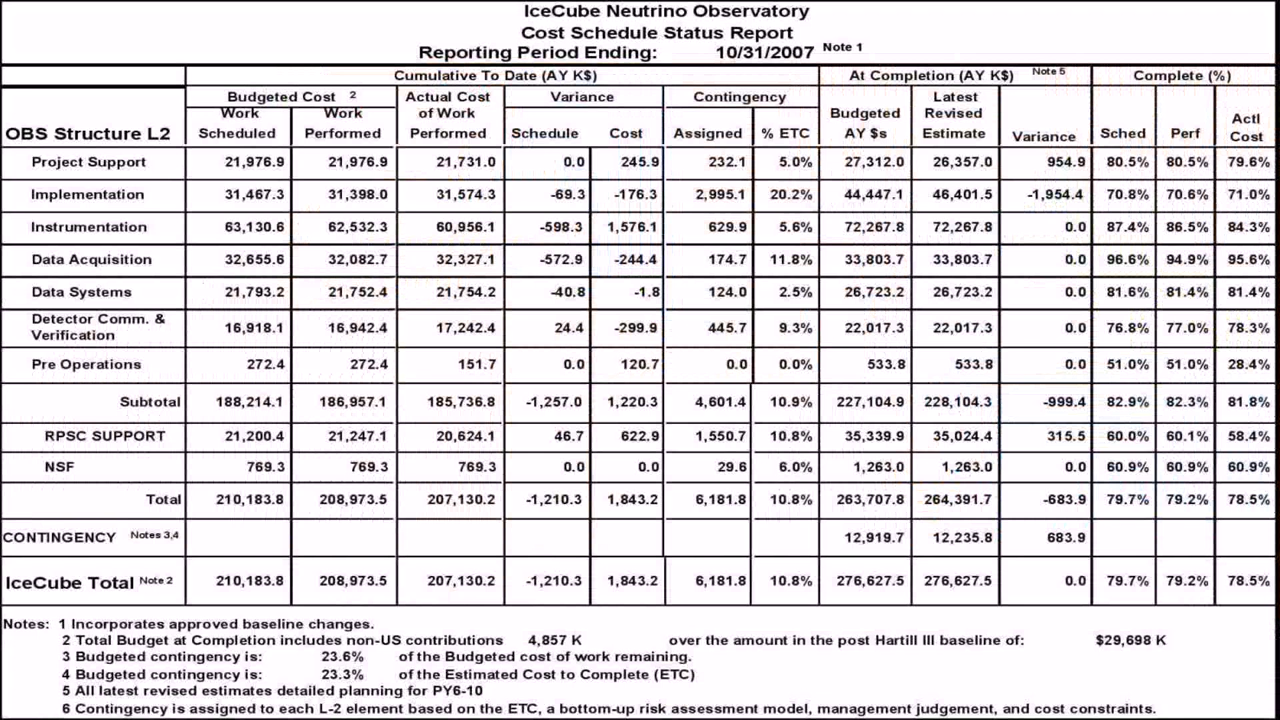 IceCube Neutrino Observatory
Cost Schedule Status Report
Reporting Period Ending: 10/31/2007 Note 1
Cumulative To Date (AY K$) At Completion (AY K$) Note 5 Complete (%)
Budgeted Cost 2 Actual Cost of Work Performed Variance Contingency Budgeted AY $s Latest Revised Estimate Variance Sched Perf Actl Cost
OBS Structure L2 Work Scheduled Work Performed Schedule Cost Assigned % ETC
Project Support 21,976.9 21,976.9 21,731.0 0.0 245.9 232.1 5.0% 27,312.0 26,357.0 954.9 80.5% 80.5% 79.6%
Implementation 31,467.3 31,398.0 31,574.3 -69.3 -176.3 2,995.1 20.2% 44,447.1 46,401.5 -1,954.4 70.8% 70.6% 71.0%
Instrumentation 63,130.6 62,532.3 60,956.1 -598.3 1,576.1 629.9 5.6% 72,267.8 72,267.8 0.0 87.4% 86.5% 84.3%
Data Acquisition 32,655.6 32,082.7 32,327.1 -572.9 -244.4 174.7 11.8% 33,803.7 33,803.7 0.0 96.6% 94.9% 95.6%
Data Systems 21,793.2 21,752.4 21,754.2 -40.8 -1.8 124.0 2.5% 26,723.2 26,723.2 0.0 81.6% 81.4% 81.4%
Detector Comm. &
Verification 16,918.1 16,942.4 17,242.4 24.4 -299.9 445.7 9.3% 22,017.3 22,017.3 0.0 76.8% 77.0% 78.3%
Pre Operations 272.4 272.4 151.7 0.0 120.7 0.0 0.0% 533.8 533.8 0.0 51.0% 51.0% 28.4%
Subtotal 188,214.1 186,957.1 185,736.8 -1,257.0 1,220.3 4,601.4 10.9% 227,104.9 228,104.3 -999.4 82.9% 82.3% 81.8%
RPSC SUPPORT 21,200.4 21,247.1 20,624.1 46.7 622.9 1,550.7 10.8% 35,339.9 35,024.4 315.5 60.0% 60.1% 58.4%
NSF 769.3 769.3 769.3 0.0 0.0 29.6 6.0% 1,263.0 1,263.0 0.0 60.9% 60.9% 60.9%
Total 210,183.8 208,973.5 207,130.2 -1,210.3 1,843.2 6,181.8 10.8% 263,707.8 264,391.7 -683.9 79.7% 79.2% 78.5%
CONTINGENCY Notes 3,4 12,919.7 12,235.8 683.9
IceCube Total Note 2 210,183.8 208,973.5 207,130.2 -1,210.3 1,843.2 6,181.8 10.8% 276,627.5 276,627.5 0.0 79.7% 79.2% 78.5%
Notes: 1 Incorporates approved baseline changes.
2 Total Budget at Completion includes non-US contributions 4,857 K over the amount in the post Hartill III baseline of: $29,698 K
3 Budgeted contingency is: 23.6% of the Budgeted cost of work remaining.
4 Budgeted contingency is: 23.3% of the Estimated Cost to Complete (ETC)
5 All latest revised estimates detailed planning for PY6-10
6 Contingency is assigned to each L-2 element based on the ETC, a bottom-up risk assessment model, management judgement, and cost constraints.